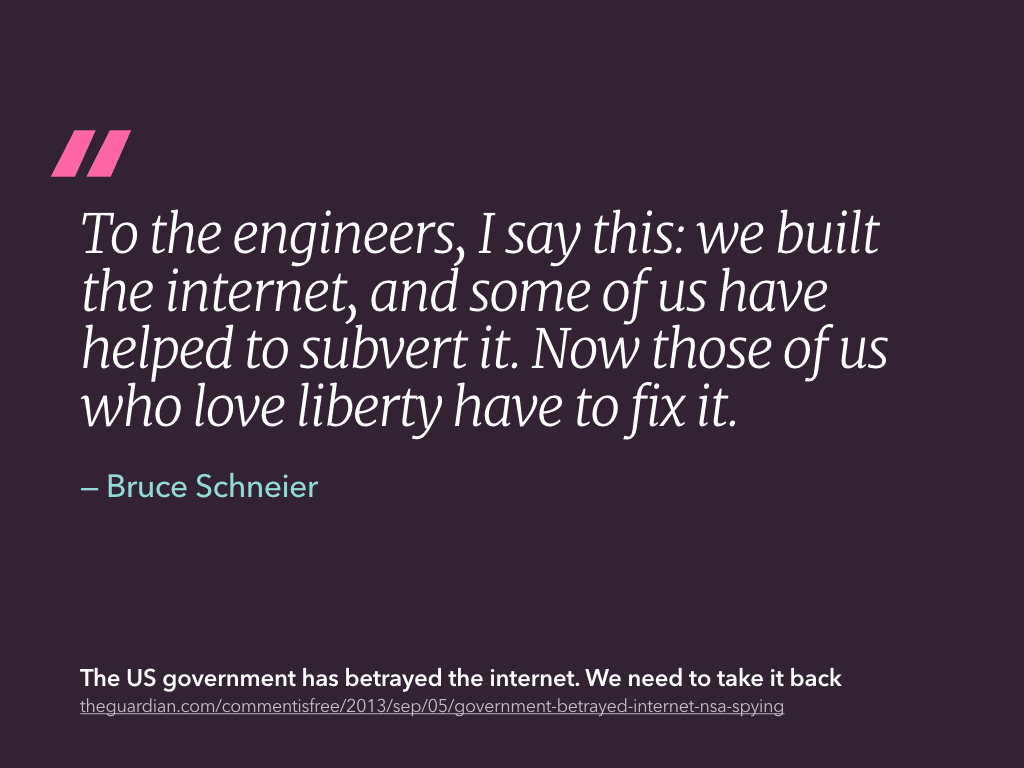 "
To the engineers, I say this: we built
the internet, and some of us have
helped to subvert it. Now those of us
who love liberty have to fix it.
– Bruce Schneier
The US government has betrayed the internet. We need to take it back
theguardian.com/commentisfree/2013/sep/05/government-betrayed-internet-nsa-spying